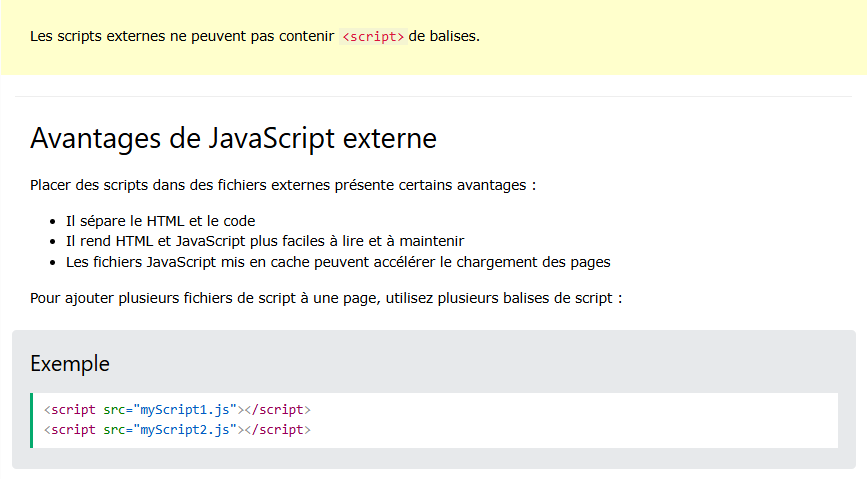 Les scripts externes ne peuvent pas contenir <script> de balises.
Avantages de JavaScript externe
Placer des scripts dans des fichiers externes présente certains avantages :
• Il sépare le HTML et le code
• Il rend HTML et JavaScript plus faciles à lire et à maintenir
• Les fichiers JavaScript mis en cache peuvent accélérer le chargement des pages
Pour ajouter plusieurs fichiers de script à une page, utilisez plusieurs balises de script :
Exemple
<script src="myScript1.js"></script>
<script src="myScript2.js"></script>